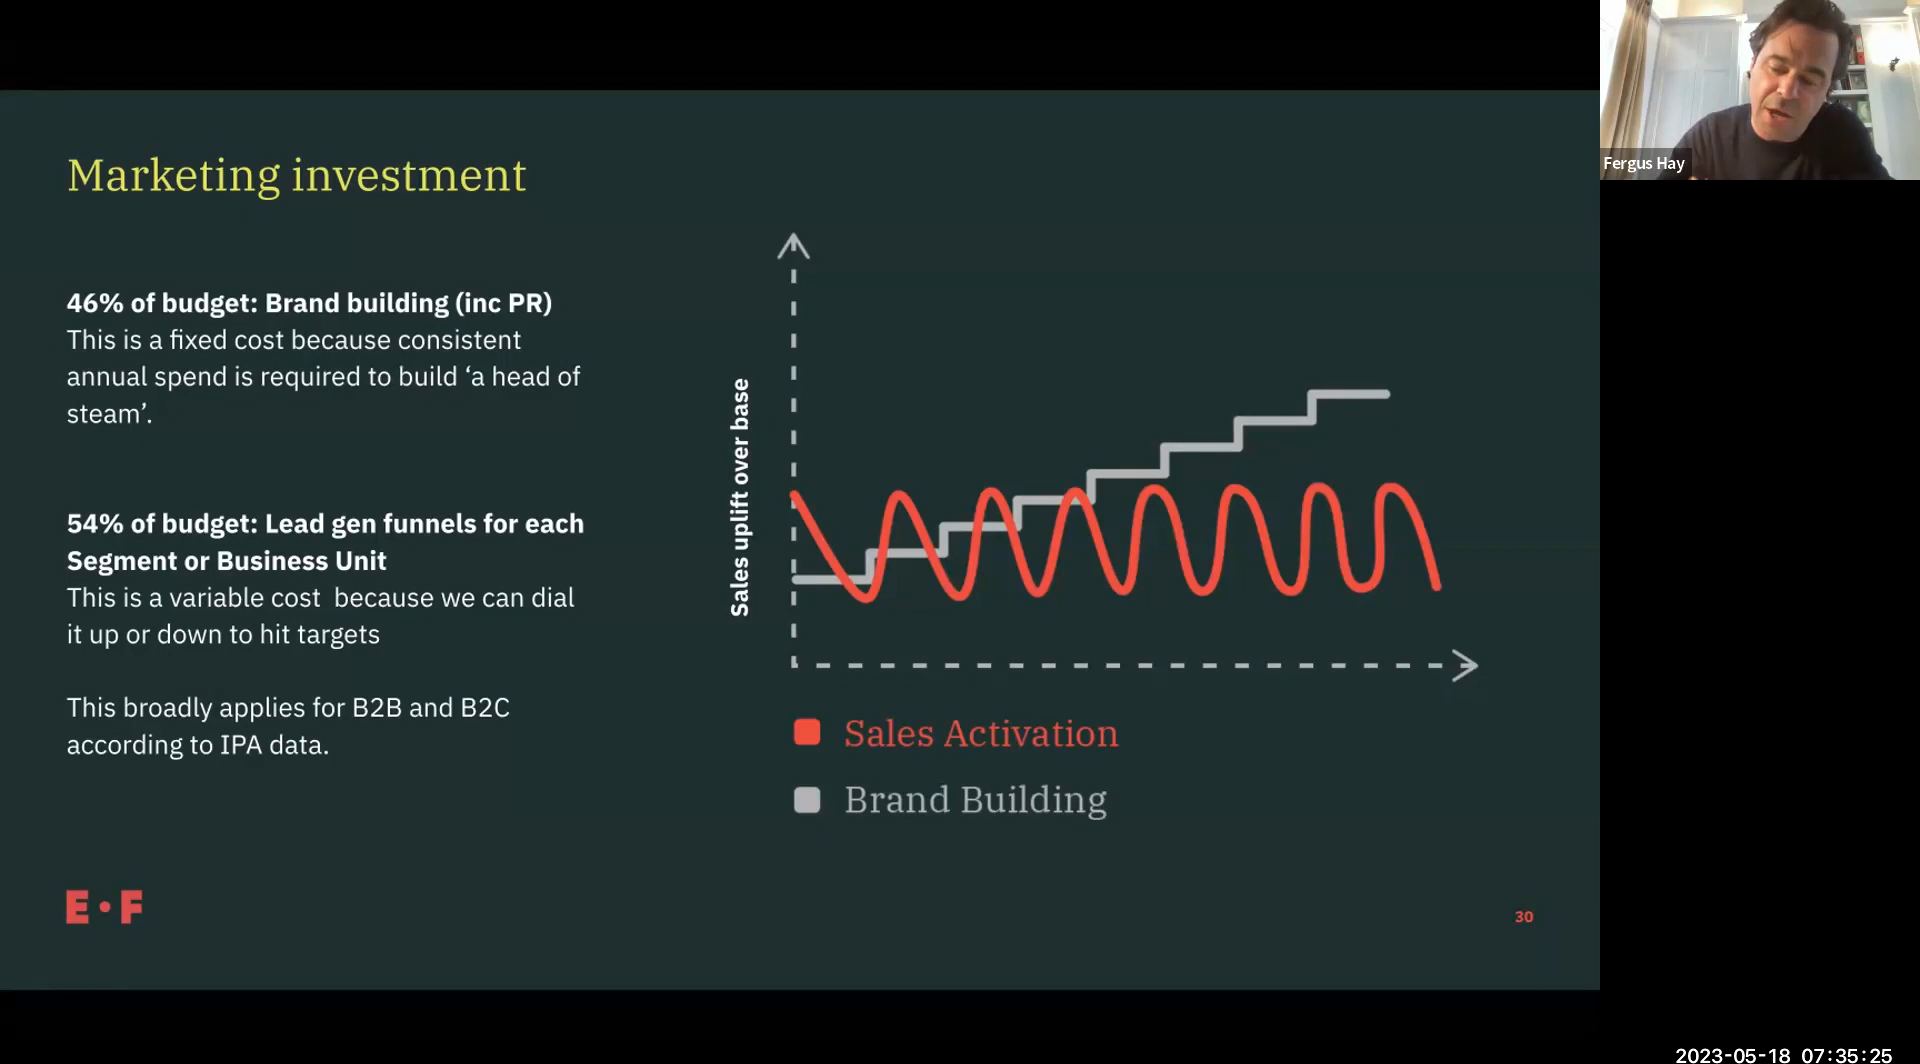 Marketing investment
46% of budget: Brand building (inc PR)
This is a fixed cost because consistent
annual spend is required to build ‘a head of
steam’.
54% of budget: Lead gen funnels for each
Segment or Business Unit
This is a variable cost  because we can dial
it up or down to hit targets
This broadly applies for B2B and B2C
according to IPA data.
Sales uplift over base
Sales Activation
Brand Building
E•F
30
Fergus Hay
2023-05-18 07:35:25